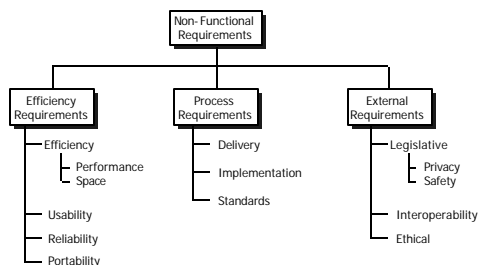 Non-Functional
Requirements
Efficiency
Requirements
Efficiency
Performance
Space
Usability
Reliability
Portability
Process
Requirements
Delivery
Implementation
Standards
External
Requirements
Legislative
Privacy
Safety
Interoperability
Ethical